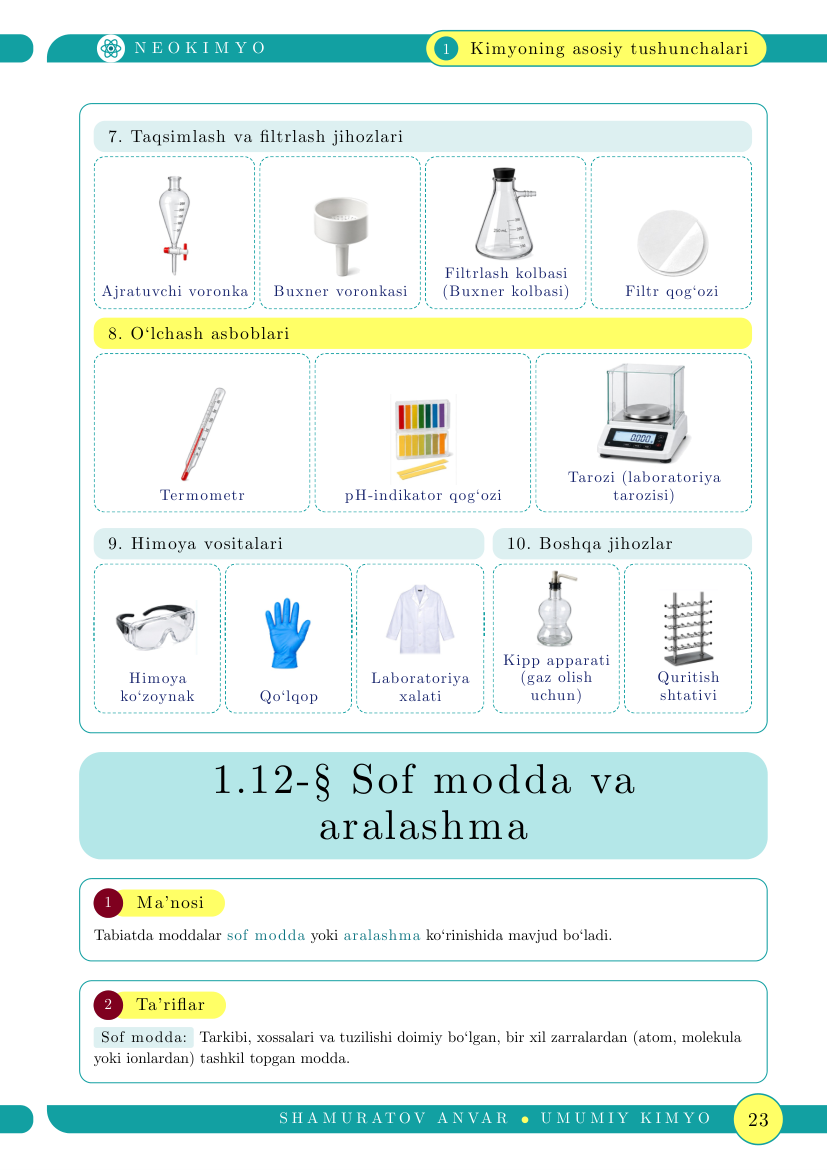 NEOKIMYO
1 Kimyoning asosiy tushunchalari
7. Taqsimlash va filtrlash jihozlari
Ajratuvchi voronka
Buxner voronkasi
Filtrlash kolbasi
(Buxner kolbasi)
Filtr qog‘ozi
8. O‘lchash asboblari
Termometr
pH-indikator qog‘ozi
Tarozi (laboratoriya
tarozisi)
9. Himoya vositalari
Himoya
ko‘zoynak
Qo‘lqop
Laboratoriya
xalati
10. Boshqa jihozlar
Kipp apparati
(gaz olish
uchun)
Quritish
shtativi
1.12-§ Sof modda va
aralashma
1 Ma’nosi
Tabiatda moddalar sof modda yoki aralashma ko‘rinishida mavjud bo‘ladi.
2 Ta’riflar
Sof modda: Tarkibi, xossalari va tuzilishi doimiy bo‘lgan, bir xil zarralardan (atom, molekula
yoki ionlardan) tashkil topgan modda.
SHAMURATOV ANVAR • UMUMIY KIMYO 23